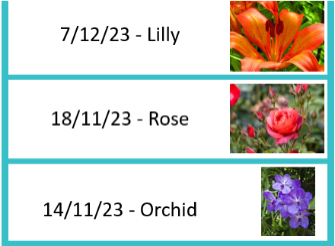 7/12/23 - Lilly
18/11/23 - Rose
14/11/23 - Orchid